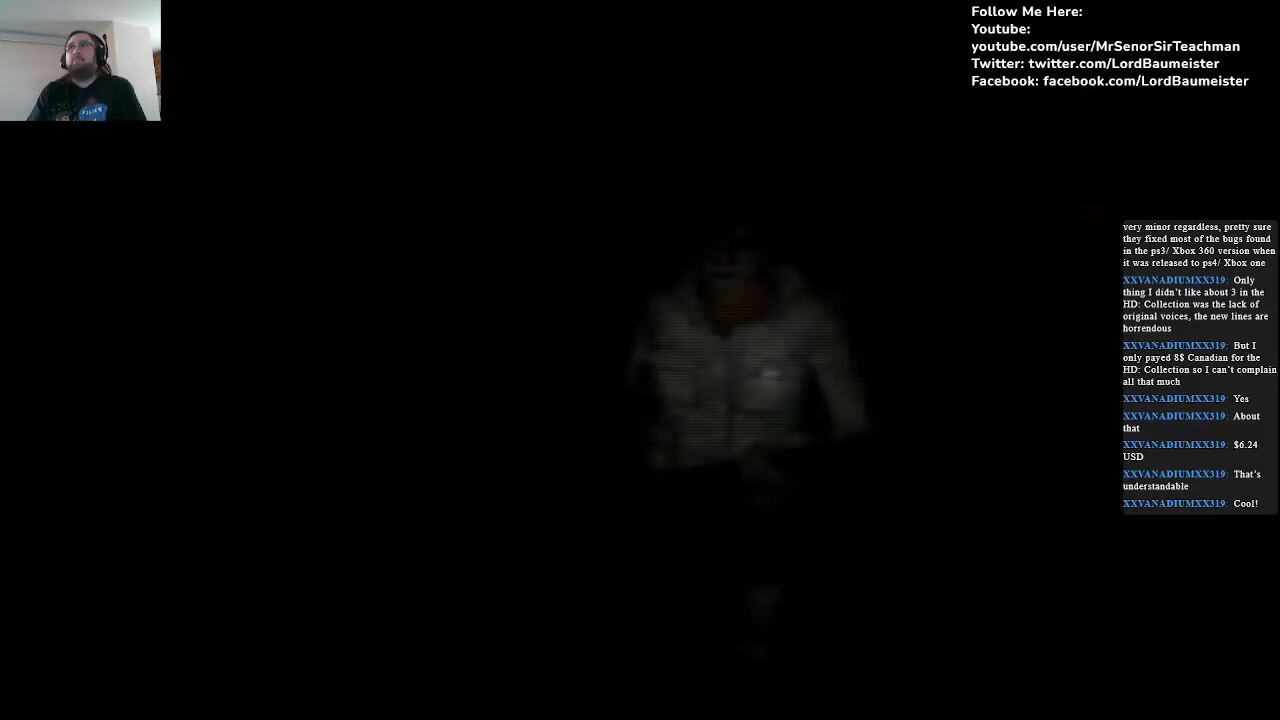 Follow Me Here:
Youtube:
youtube.com/user/MrSenorSirTeachman
Twitter: twitter.com/LordBaumeister
Facebook: facebook.com/LordBaumeister
very minor regardless, pretty sure
they fixed most of the bugs found
in the ps3/ Xbox 360 version when
it was released to ps4/ Xbox one
XXVANADIUMXX319: Only
thing I didn't like about 3 in the
HD: Collection was the lack of
original voices, the new lines are
horrendous
XXVANADIUMXX319: But I
only payed 8$ Canadian for the
HD: Collection so I can't complain
all that much
XXVANADIUMXX319: Yes
XXVANADIUMXX319: About
that
XXVANADIUMXX319: $6.24
USD
XXVANADIUMXX319: That's
understandable
XXVANADIUMXX319: Cool!